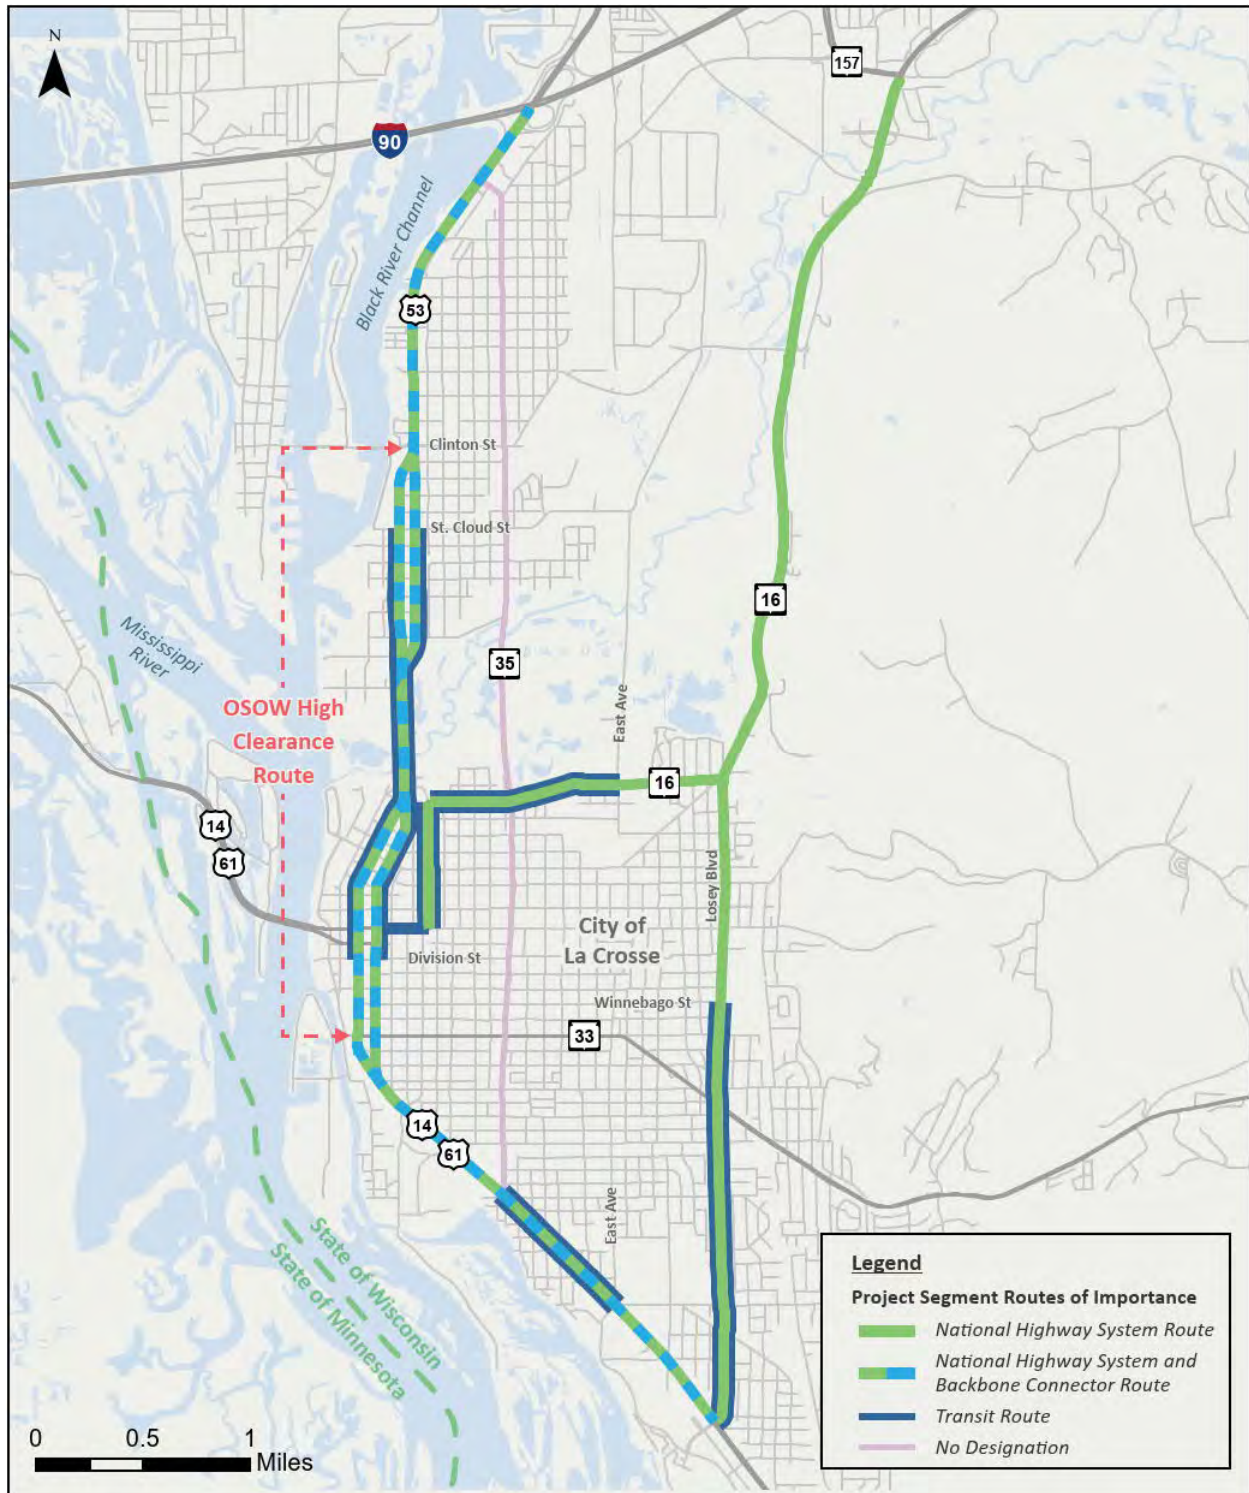 N
157
90
Black River Channel
53
Clinton St
St. Cloud St
16
Mississippi
River
35
East Ave
OSOW High
Clearance
Route
16
14
61
Losey Blvd
City of
La Crosse
Division St
Winnebago St
33
14
61
East Ave
State of Wisconsin
State of Minnesota
Legend
Project Segment Routes of Importance
National Highway System Route
National Highway System and
Backbone Connector Route
Transit Route
No Designation
0 0.5 1
Miles